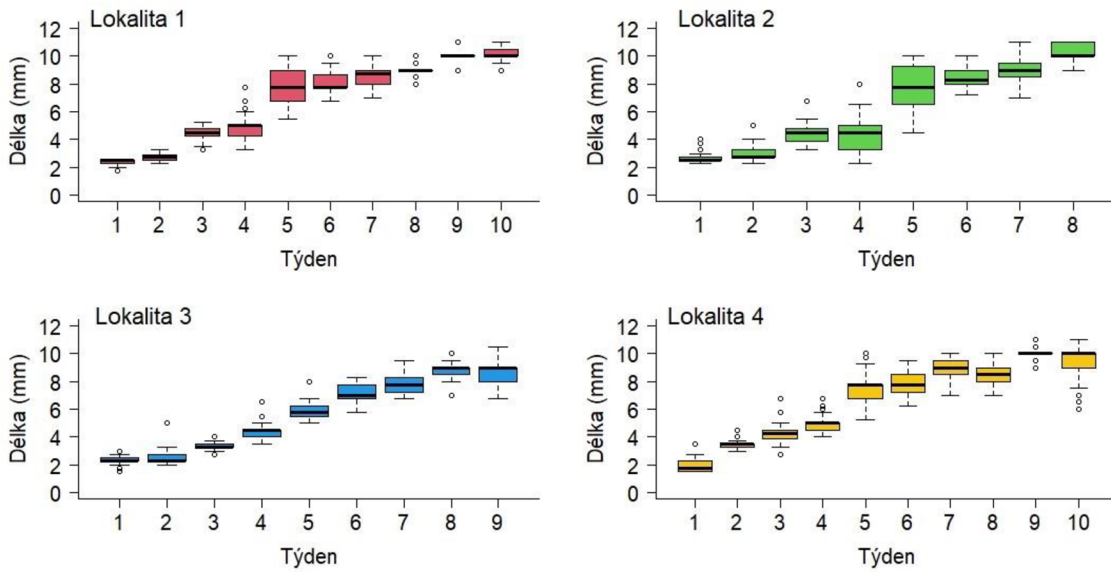 Lokalita 1
Délka (mm)
12
10
8
6
4
2
0
1 2 3 4 5 6 7 8 9 10
Týden
Lokalita 2
Délka (mm)
12
10
8
6
4
2
0
1 2 3 4 5 6 7 8
Týden
Lokalita 3
Délka (mm)
12
10
8
6
4
2
0
1 2 3 4 5 6 7 8 9
Týden
Lokalita 4
Délka (mm)
12
10
8
6
4
2
0
1 2 3 4 5 6 7 8 9 10
Týden